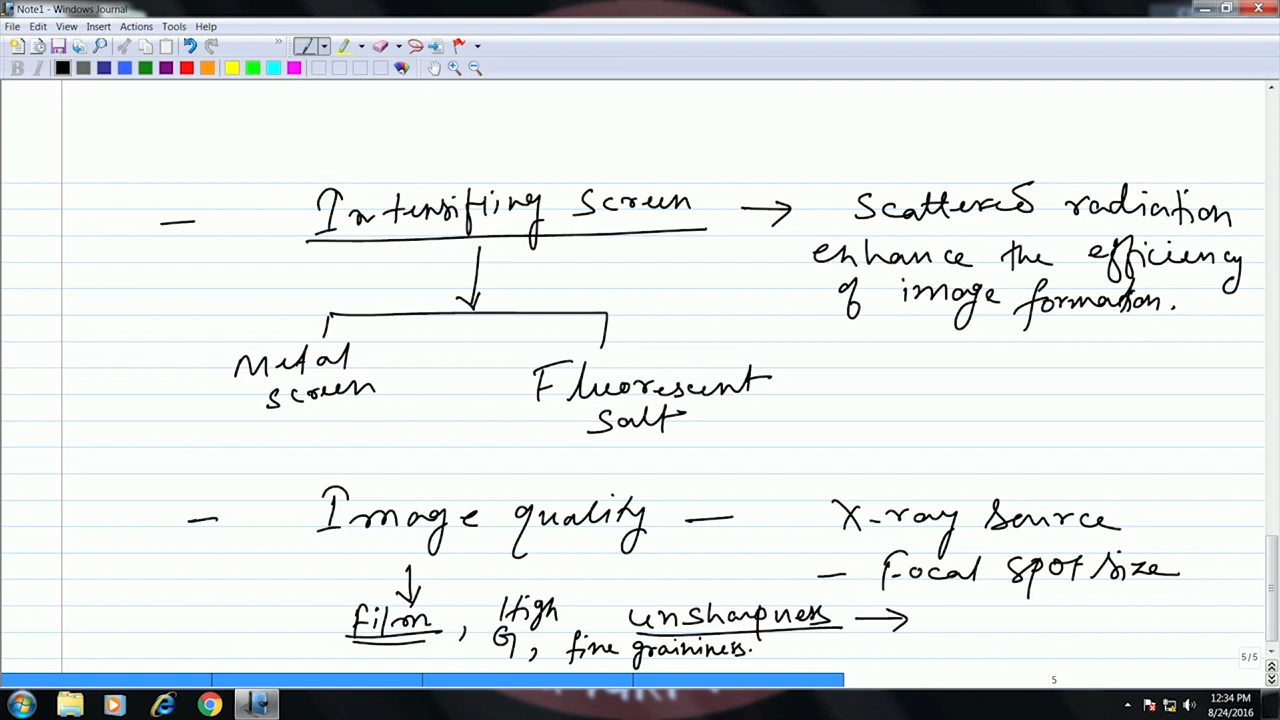 Note1 - Windows Journal
File Edit View Insert Actions Tools Help
B I
— Intensifiing Screen → Scattered radiation
enhance the efficiency
of image formation.
Metal
screen
Fluorescent
Salt
— Image quality — X-ray source
— Focal spot size
Film, High unsharpness →
G, fine graininess.
5/5
5
12:34 PM
8/24/2016